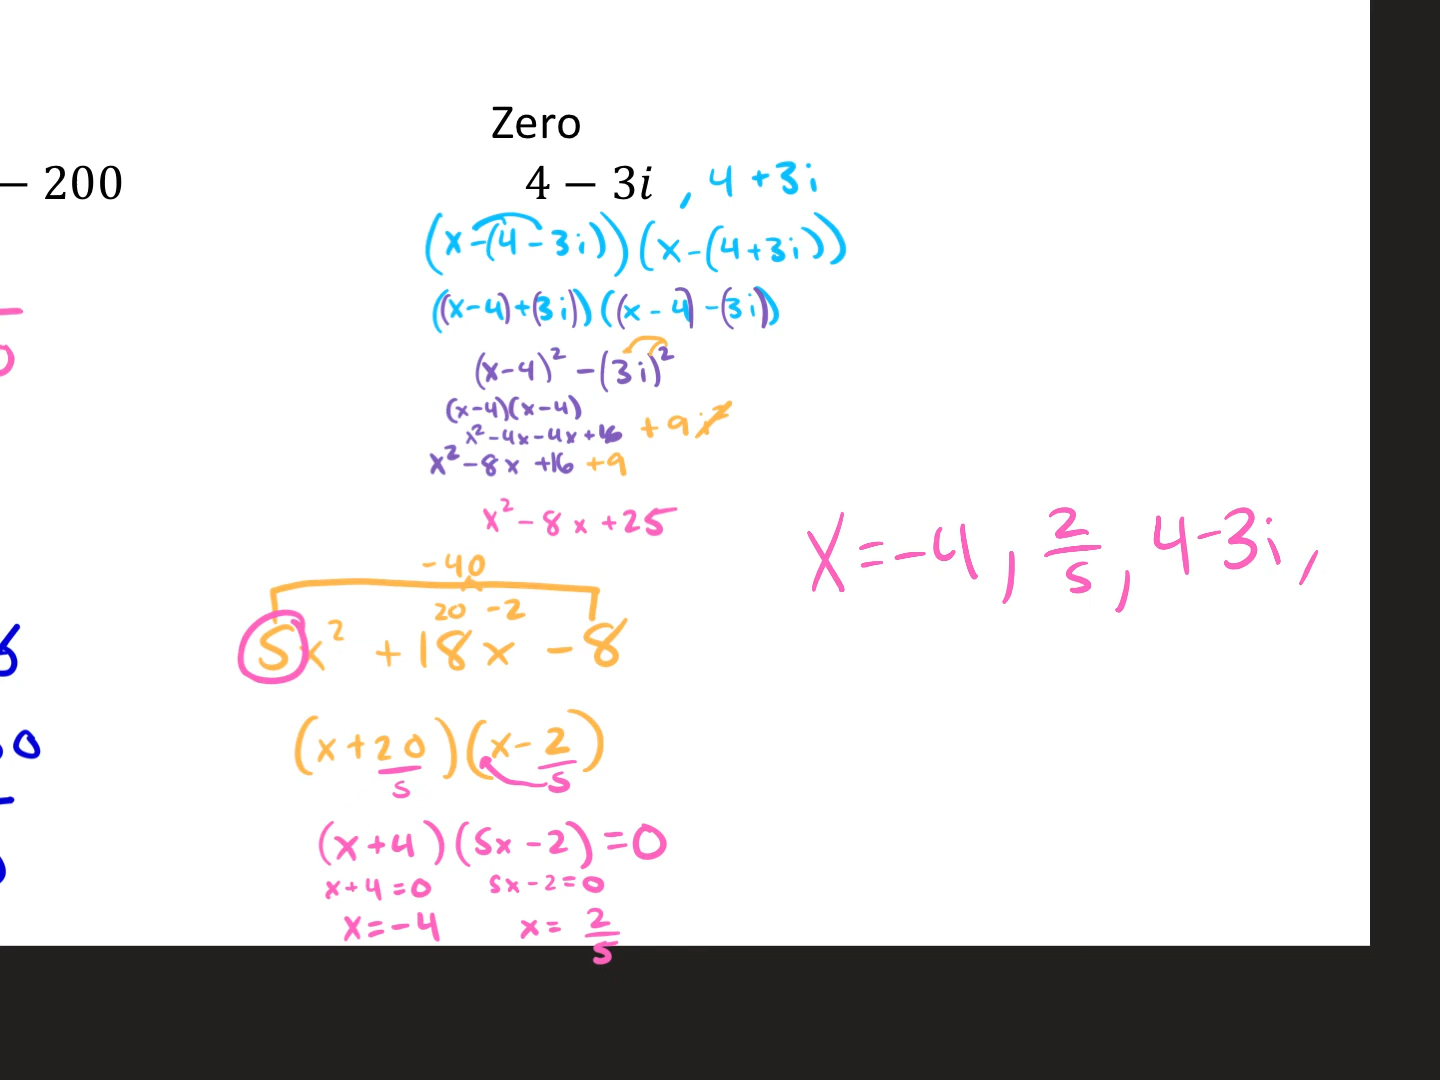 Zero
− 200
4 − 3i , 4 + 3i
(x-(4-3i))(x-(4+3i))
((x-4)+(3i))((x-4)-(3i))
(x-4)² - (3i)²
(x-4)(x-4)
x² - 4x - 4x + 16 + 9i²
x² - 8x + 16 + 9
x² - 8x + 25
x = -4, 2/5, 4-3i,
-40
20 -2
5x² + 18x - 8
(x + 20/5)(x - 2/5)
(x+4)(5x-2) = 0
x+4=0 5x-2=0
x=-4 x= 2/5